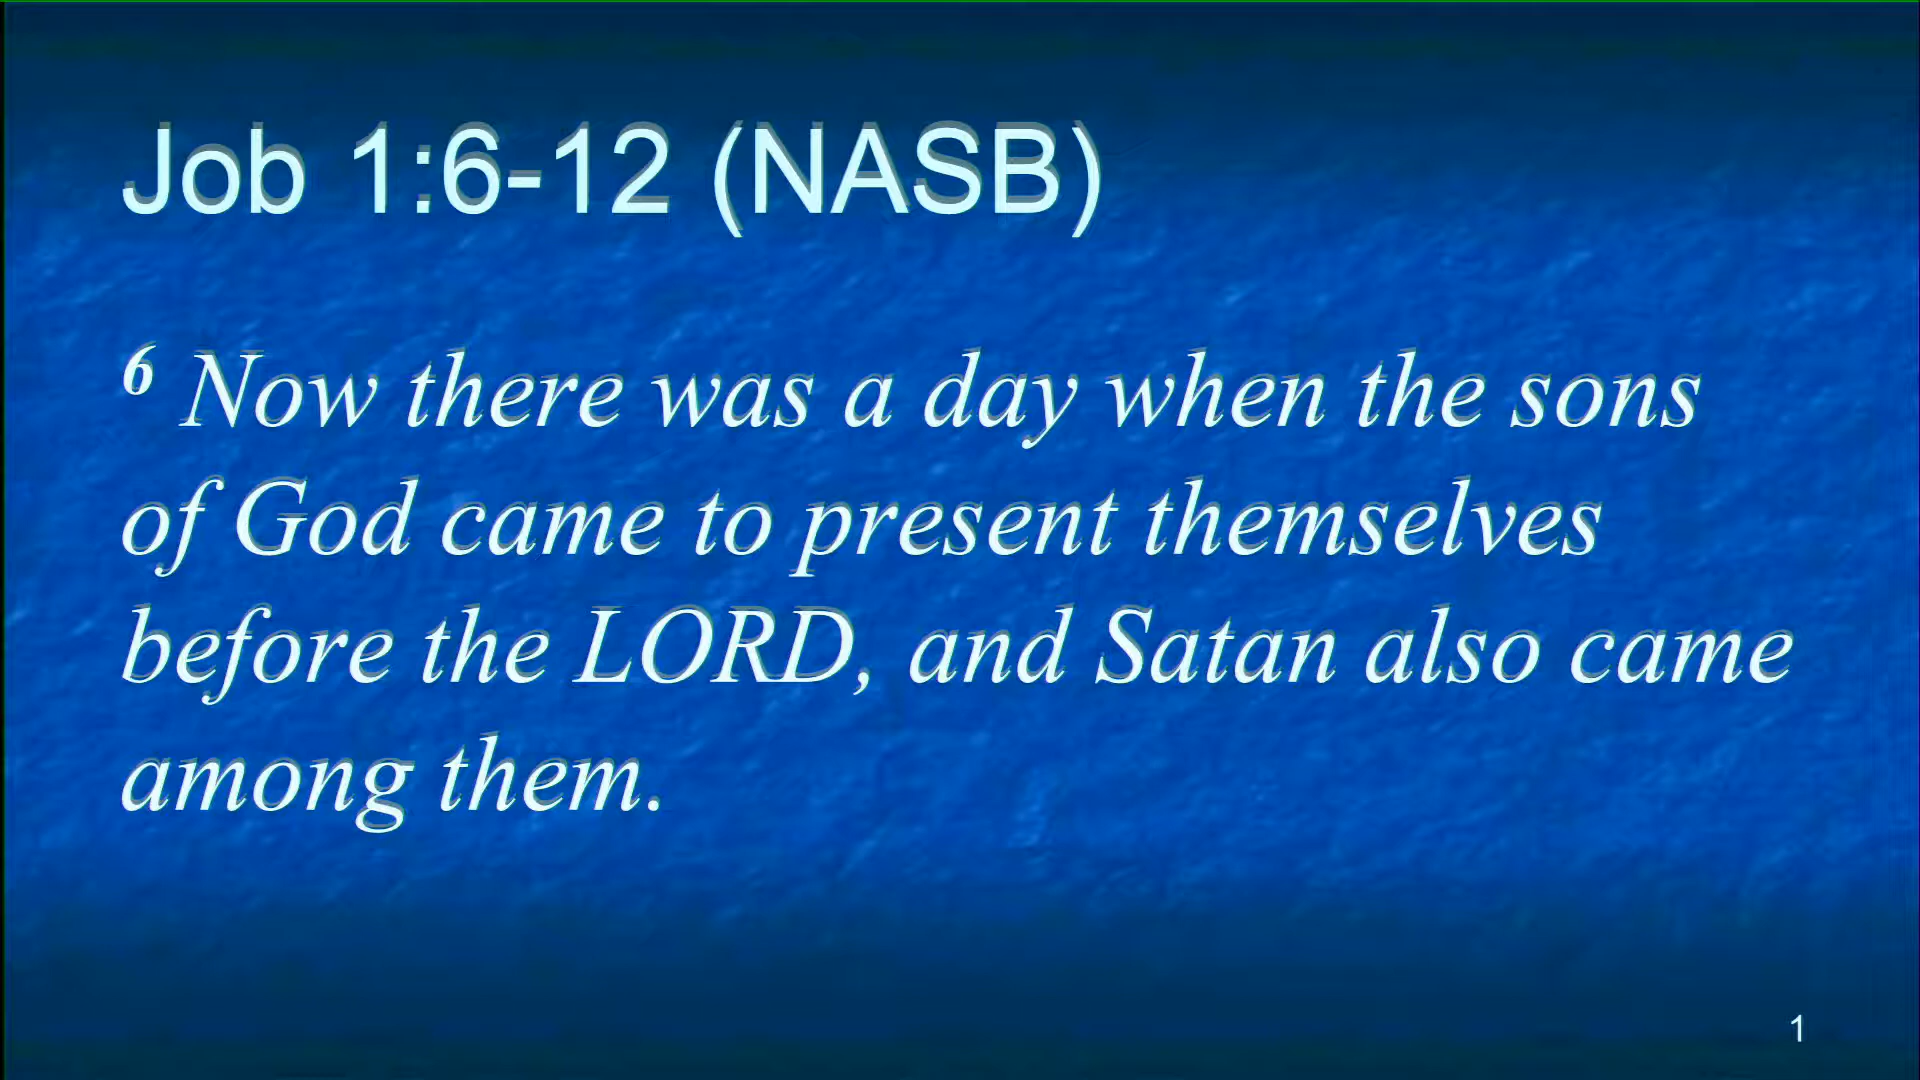 Job 1:6-12 (NASB)
6 Now there was a day when the sons
of God came to present themselves
before the LORD, and Satan also came
among them.
1